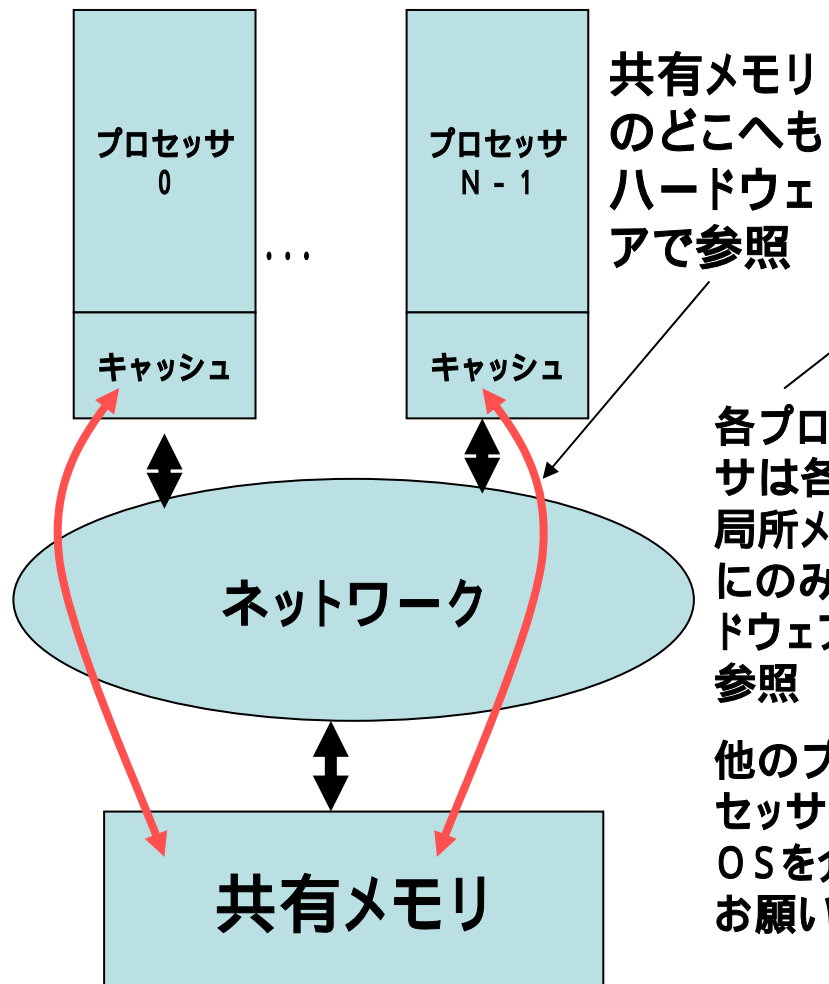 プロセッサ
0
プロセッサ
N - 1
...
キャッシュ
キャッシュ
共有メモリ
のどこへも
ハードウェ
アで参照
ネットワーク
共有メモリ
各プロ
サは各
局所メ
にのみ
ドウェア
参照
他のプ
セッサ
OSを介
お願い